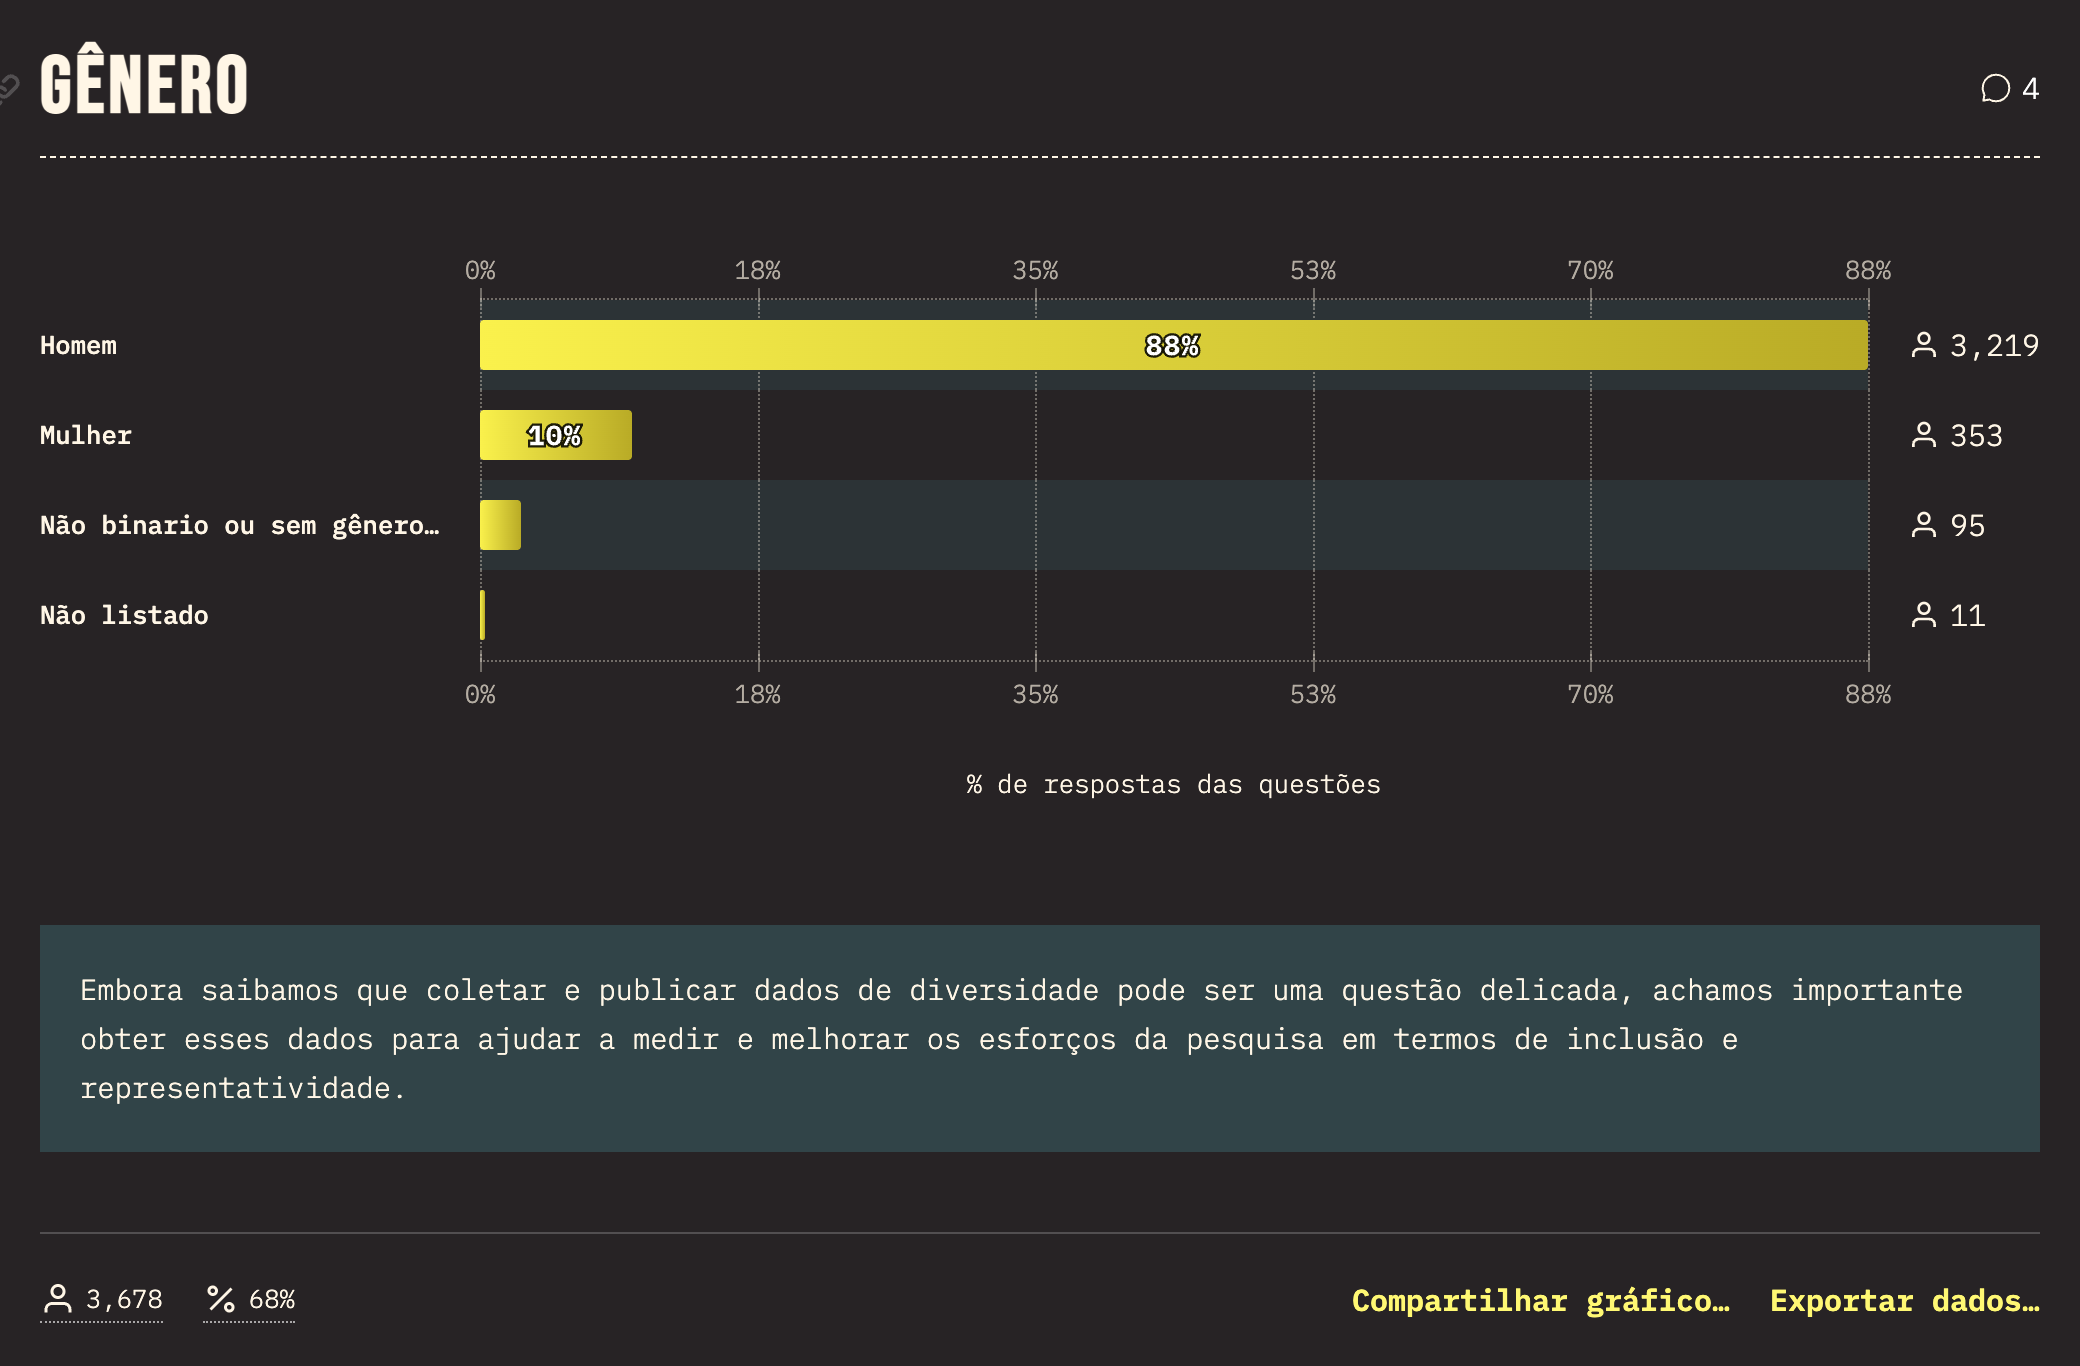 GÊNERO
4
0% 18% 35% 53% 70% 88%
Homem 88% 3,219
Mulher 10% 353
Não binario ou sem gênero… 95
Não listado 11
0% 18% 35% 53% 70% 88%
% de respostas das questões
Embora saibamos que coletar e publicar dados de diversidade pode ser uma questão delicada, achamos importante
obter esses dados para ajudar a medir e melhorar os esforços da pesquisa em termos de inclusão e
representatividade.
3,678 % 68% Compartilhar gráfico… Exportar dados…